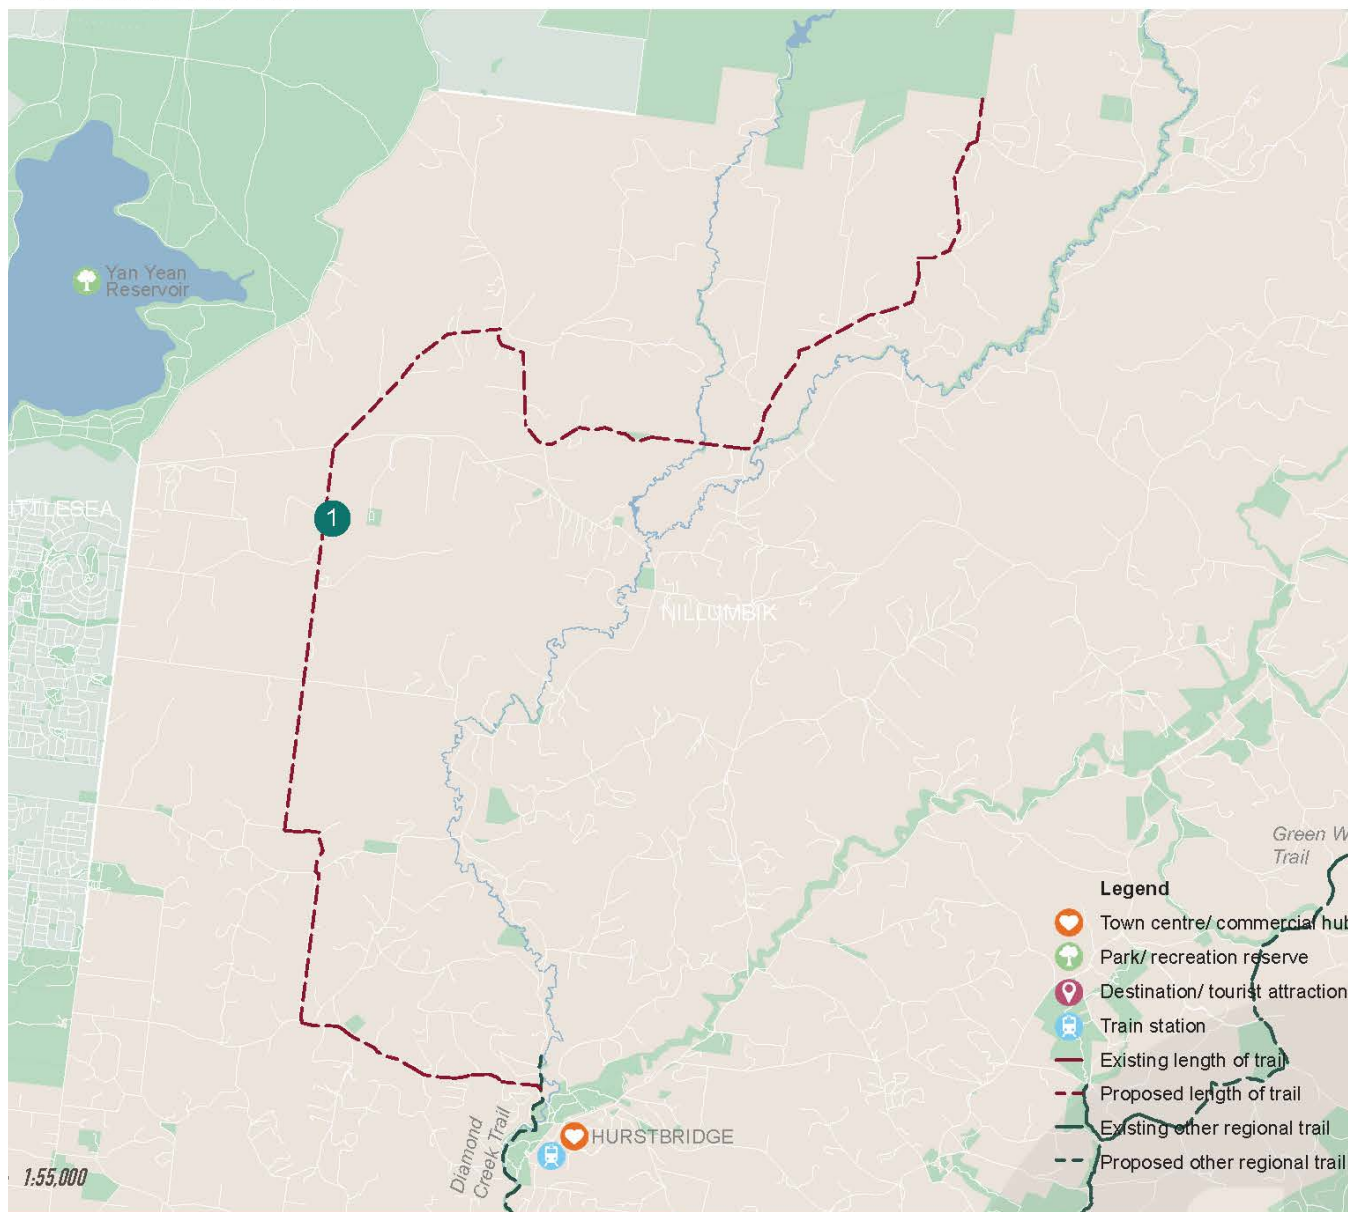 Yan Yean
Reservoir
ITTLESEA
1
NILLUMBIK
Green W
Trail
Legend
Town centre/ commercial hub
Park/ recreation reserve
Destination/ tourist attraction
Train station
Existing length of trail
Proposed length of trail
Existing other regional trail
Proposed other regional trail
HURSTBRIDGE
Diamond
Creek Trail
1:55,000